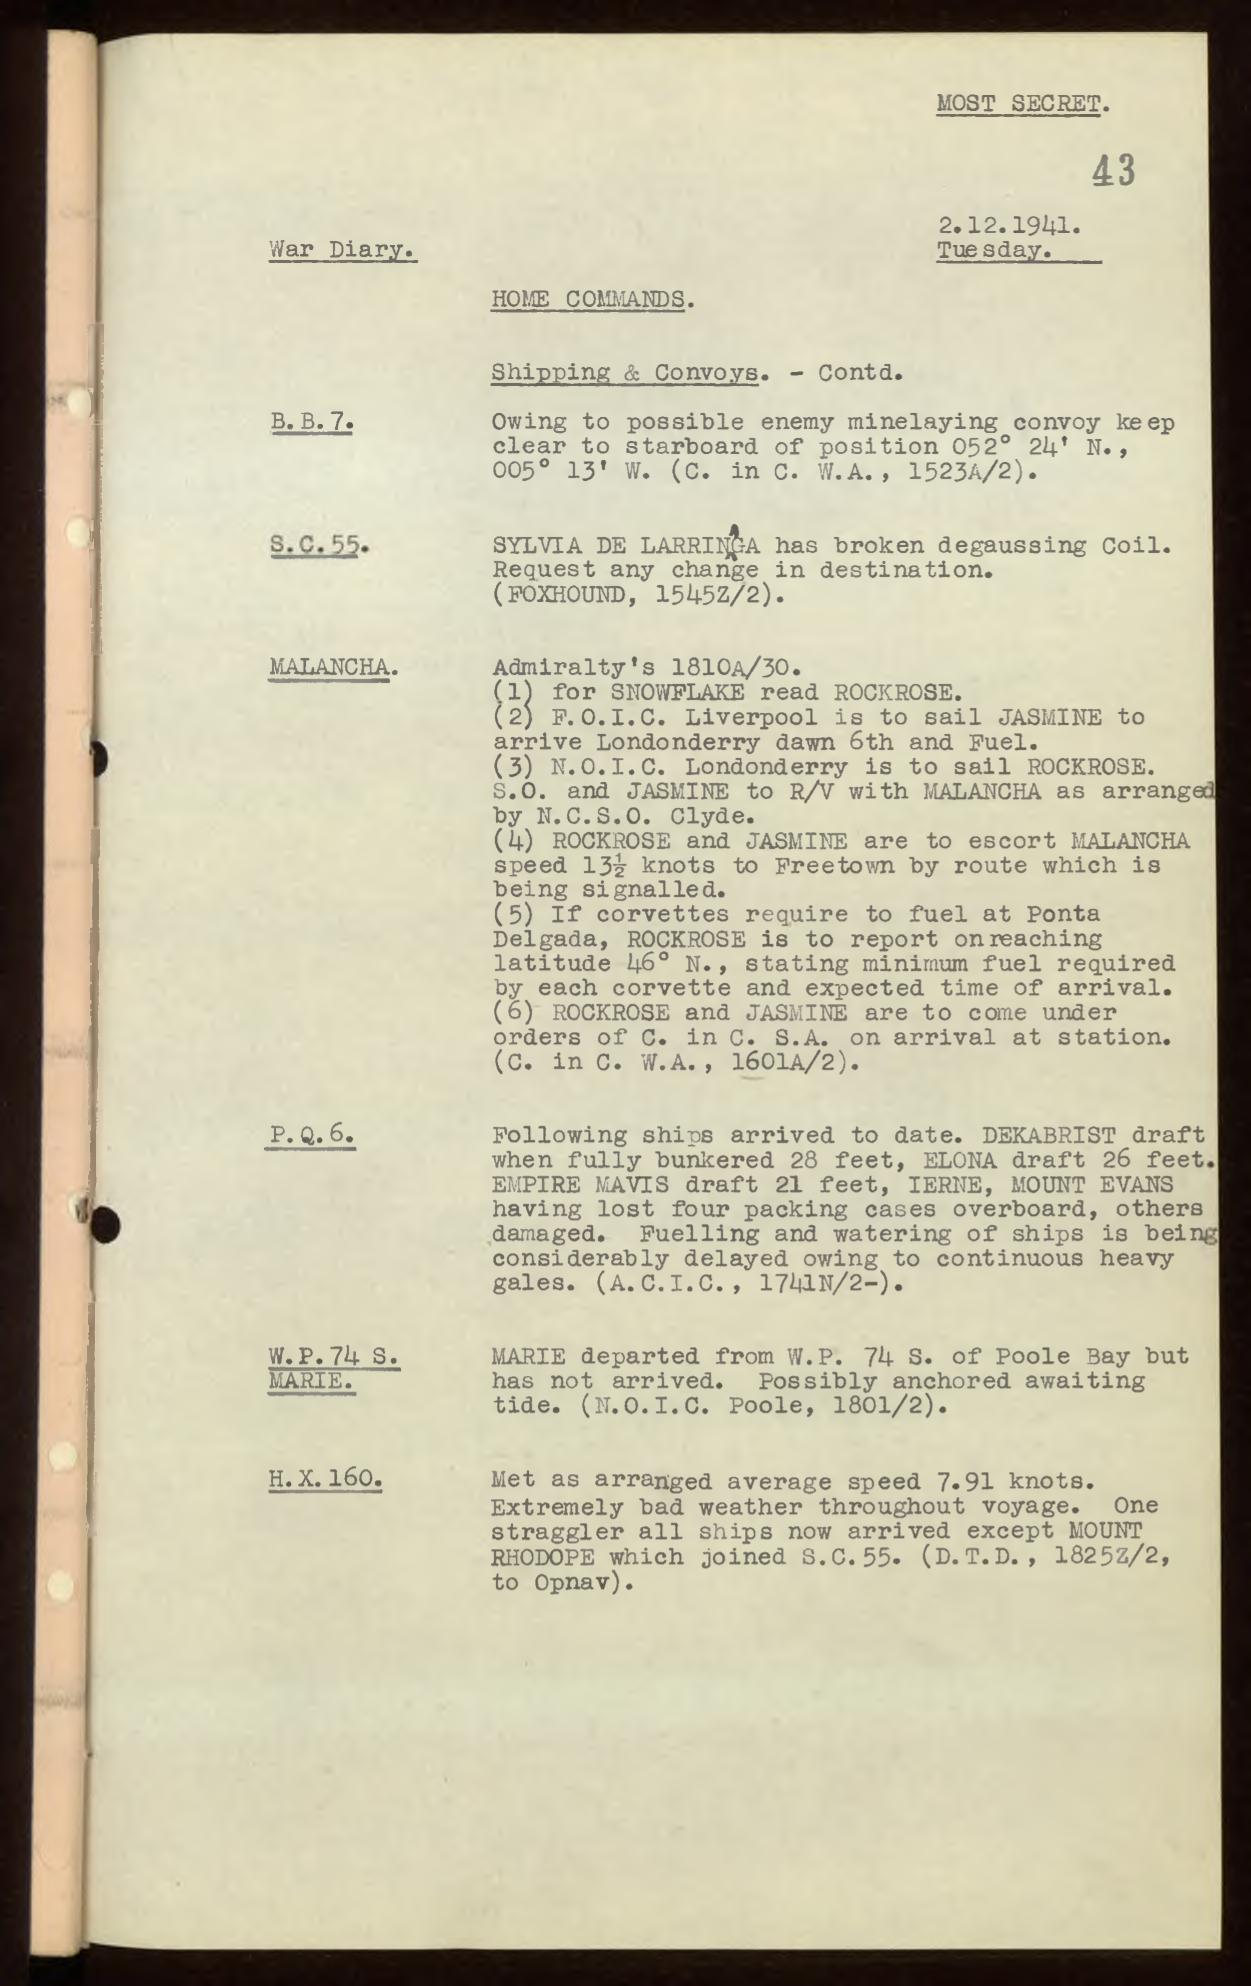 MOST SECRET.
43
2.12.1941.
War Diary. Tuesday.
HOME COMMANDS.
Shipping & Convoys. - Contd.
B.B.7. Owing to possible enemy minelaying convoy keep
clear to starboard of position 052° 24' N.,
005° 13' W. (C. in C. W.A., 1523A/2).
S.C.55. SYLVIA DE LARRINAGA has broken degaussing Coil.
Request any change in destination.
(FOXHOUND, 1545Z/2).
MALANCHA. Admiralty's 1810A/30.
(1) for SNOWFLAKE read ROCKROSE.
(2) F.O.I.C. Liverpool is to sail JASMINE to
arrive Londonderry dawn 6th and Fuel.
(3) N.O.I.C. Londonderry is to sail ROCKROSE.
S.O. and JASMINE to R/V with MALANCHA as arranged
by N.C.S.O. Clyde.
(4) ROCKROSE and JASMINE are to escort MALANCHA
speed 13½ knots to Freetown by route which is
being signalled.
(5) If corvettes require to fuel at Ponta
Delgada, ROCKROSE is to report on reaching
latitude 46° N., stating minimum fuel required
by each corvette and expected time of arrival.
(6) ROCKROSE and JASMINE are to come under
orders of C. in C. S.A. on arrival at station.
(C. in C. W.A., 1601A/2).
P.Q.6. Following ships arrived to date. DEKABRIST draft
when fully bunkered 28 feet, ELONA draft 26 feet.
EMPIRE MAVIS draft 21 feet, IERNE, MOUNT EVANS
having lost four packing cases overboard, others
damaged. Fuelling and watering of ships is being
considerably delayed owing to continuous heavy
gales. (A.C.I.C., 1741N/2-).
W.P.74 S. MARIE departed from W.P. 74 S. of Poole Bay but
MARIE. has not arrived. Possibly anchored awaiting
tide. (N.O.I.C. Poole, 1801/2).
H.X.160. Met as arranged average speed 7.91 knots.
Extremely bad weather throughout voyage. One
straggler all ships now arrived except MOUNT
RHODOPE which joined S.C.55. (D.T.D., 1825Z/2,
to Opnav).